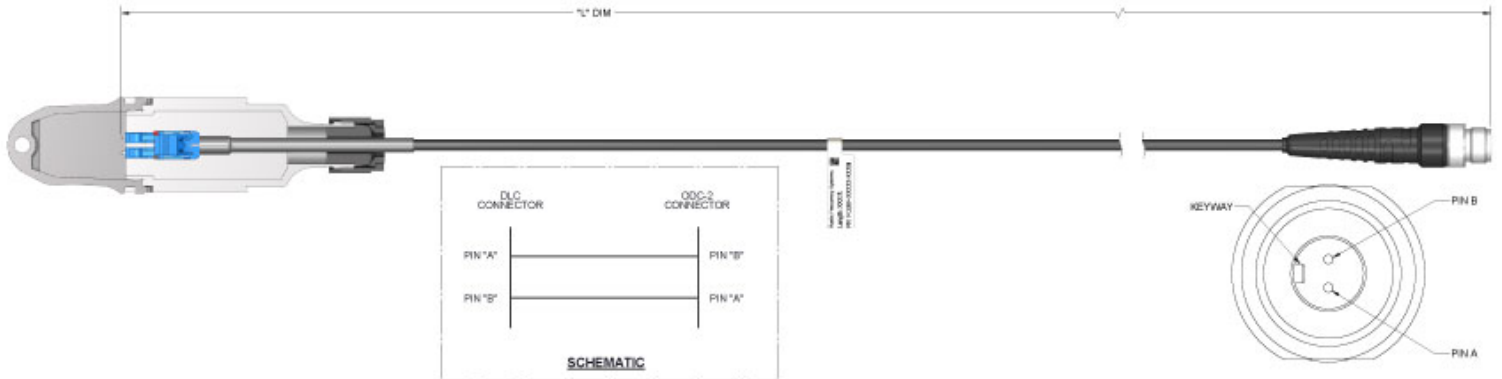 "L" DIM
DLC
CONNECTOR
ODC-2
CONNECTOR
PIN "A"
PIN "B"
PIN "B"
PIN "A"
SCHEMATIC
KEYWAY
PIN B
PIN A